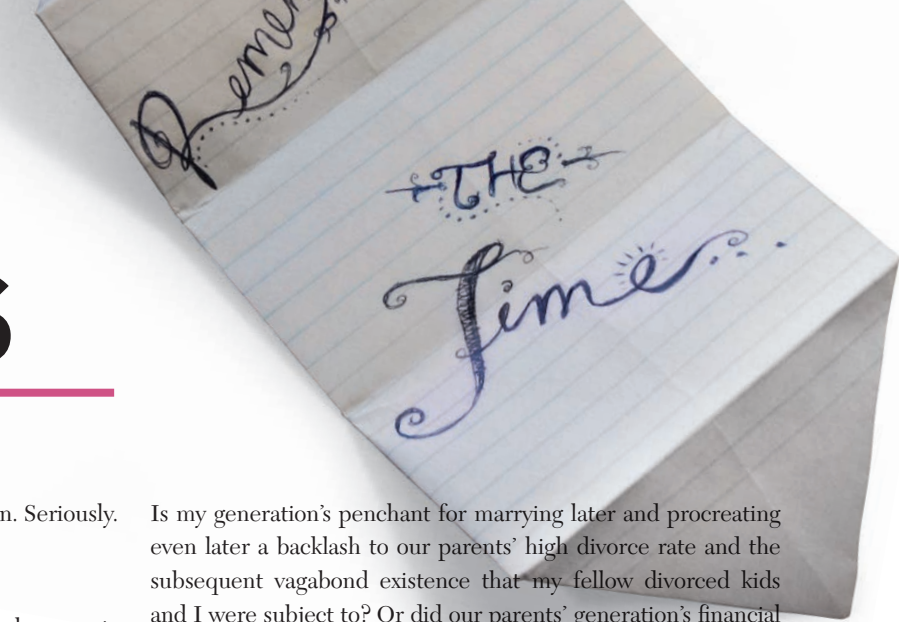 THE
Time...
S
n. Seriously.
Is my generation’s penchant for marrying later and procreating
even later a backlash to our parents’ high divorce rate and the
subsequent vagabond existence that my fellow divorced kids
and I were subject to? Or did our parents’ generation’s financial